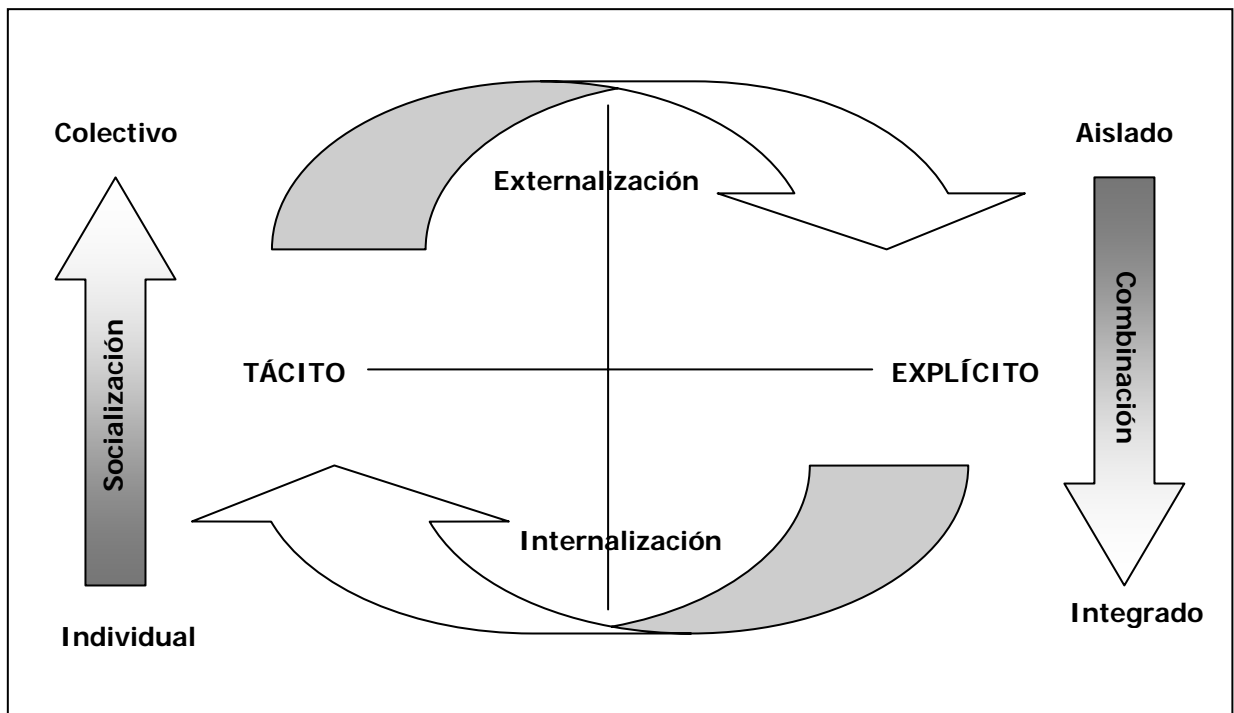 Colectivo
Aislado
Externalización
Socialización
Combinación
TÁCITO
EXPLÍCITO
Internalización
Individual
Integrado